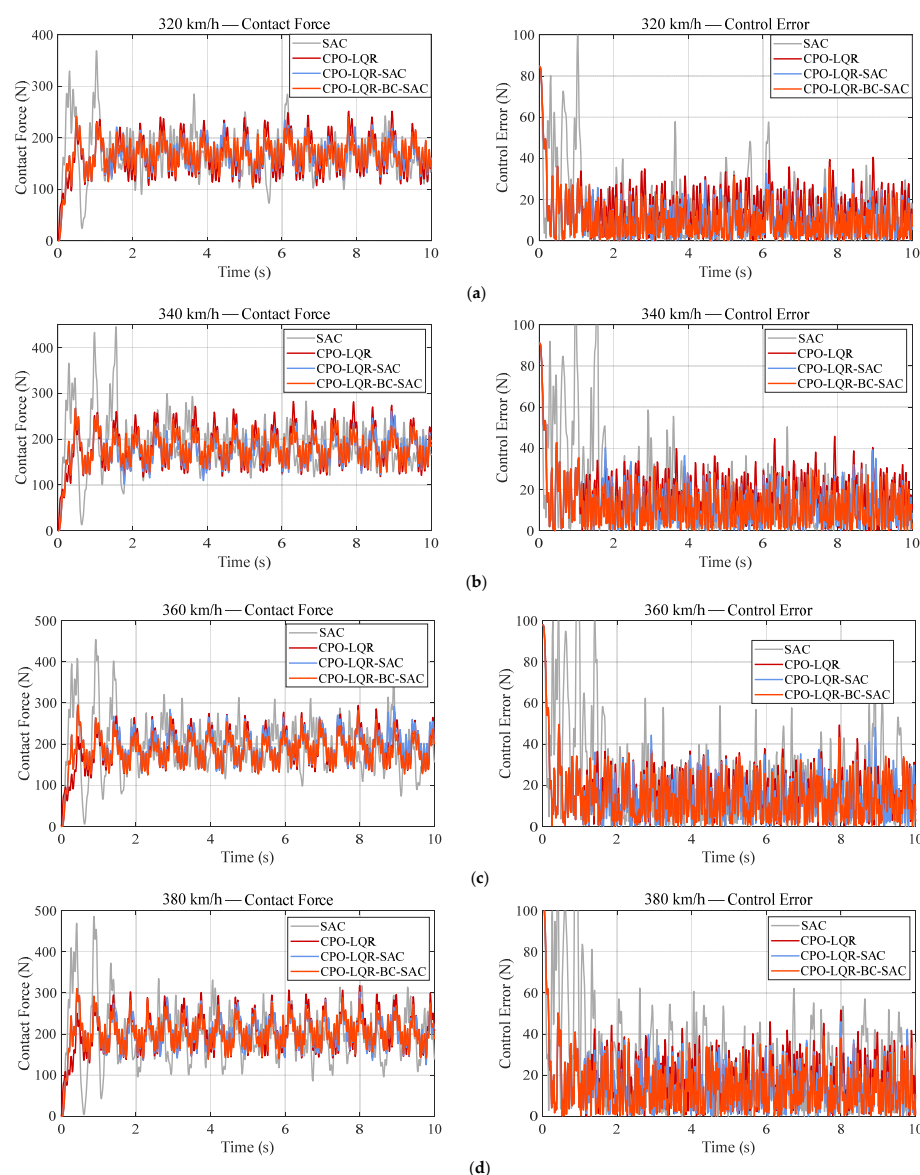 320 km/h — Contact Force
400
300
200
100
0
Contact Force (N)
SAC
CPO-LQR
CPO-LQR-SAC
CPO-LQR-BC-SAC
0 2 4 6 8 10
Time (s)
320 km/h — Control Error
100
80
60
40
20
0
Control Error (N)
SAC
CPO-LQR
CPO-LQR-SAC
CPO-LQR-BC-SAC
0 2 4 6 8 10
Time (s)
(a)
340 km/h — Contact Force
400
300
200
100
0
Contact Force (N)
SAC
CPO-LQR
CPO-LQR-SAC
CPO-LQR-BC-SAC
0 2 4 6 8 10
Time (s)
340 km/h — Control Error
100
80
60
40
20
0
Control Error (N)
SAC
CPO-LQR
CPO-LQR-SAC
CPO-LQR-BC-SAC
0 2 4 6 8 10
Time (s)
(b)
360 km/h — Contact Force
500
400
300
200
100
0
Contact Force (N)
SAC
CPO-LQR
CPO-LQR-SAC
CPO-LQR-BC-SAC
0 2 4 6 8 10
Time (s)
360 km/h — Control Error
100
80
60
40
20
0
Control Error (N)
SAC
CPO-LQR
CPO-LQR-SAC
CPO-LQR-BC-SAC
0 2 4 6 8 10
Time (s)
(c)
380 km/h — Contact Force
500
400
300
200
100
0
Contact Force (N)
SAC
CPO-LQR
CPO-LQR-SAC
CPO-LQR-BC-SAC
0 2 4 6 8 10
Time (s)
380 km/h — Control Error
100
80
60
40
20
0
Control Error (N)
SAC
CPO-LQR
CPO-LQR-SAC
CPO-LQR-BC-SAC
0 2 4 6 8 10
Time (s)
(d)